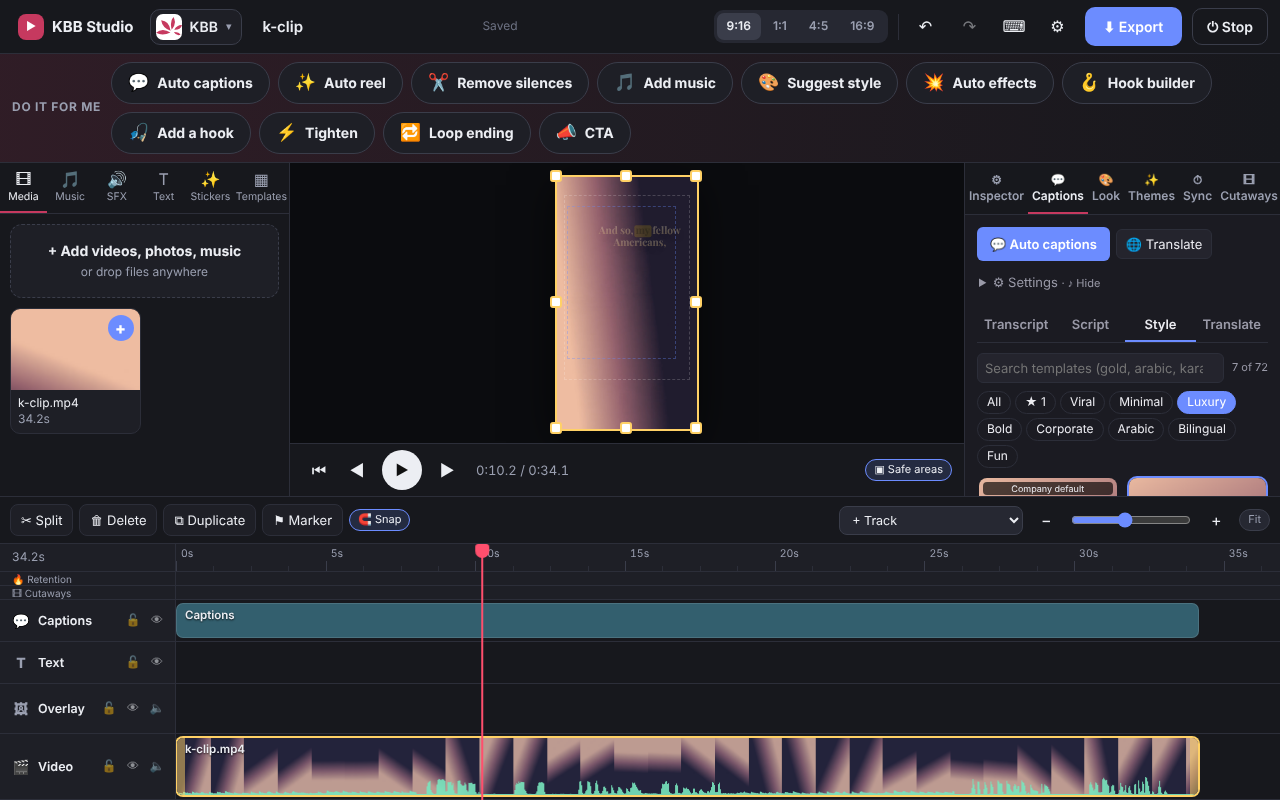 KBB Studio
KBB
k-clip
Saved
9:16
1:1
4:5
16:9
Export
Stop
DO IT FOR ME
Auto captions
Auto reel
Remove silences
Add music
Suggest style
Auto effects
Hook builder
Add a hook
Tighten
Loop ending
CTA
Media
Music
SFX
Text
Stickers
Templates
+ Add videos, photos, music
or drop files anywhere
k-clip.mp4
34.2s
And so, fellow
Americans,
0:10.2 / 0:34.1
Safe areas
Inspector
Captions
Look
Themes
Sync
Cutaways
Auto captions
Translate
Settings · ♪ Hide
Transcript
Script
Style
Translate
Search templates (gold, arabic, kara
7 of 72
All
★ 1
Viral
Minimal
Luxury
Bold
Corporate
Arabic
Bilingual
Fun
Company default
Split
Delete
Duplicate
Marker
Snap
+ Track
Fit
34.2s
0s
5s
15s
20s
25s
30s
35s
Retention
Cutaways
Captions
Captions
Text
Overlay
Video
k-clip.mp4